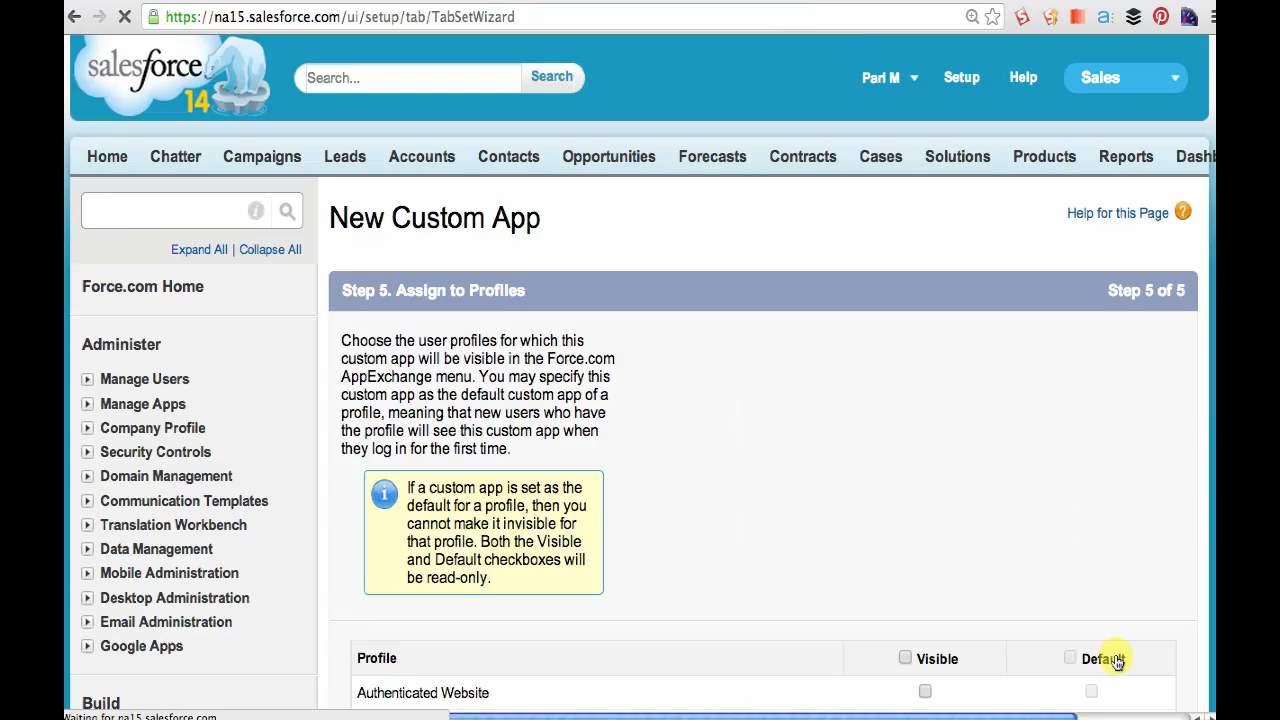 https://na15.salesforce.com/ui/setup/tab/TabSetWizard
salesforce
14
Search...
Search
Parl M
Setup
Help
Sales
Home
Chatter
Campaigns
Leads
Accounts
Contacts
Opportunities
Forecasts
Contracts
Cases
Solutions
Products
Reports
Expand All | Collapse All
Force.com Home
Administer
Manage Users
Manage Apps
Company Profile
Security Controls
Domain Management
Communication Templates
Translation Workbench
Data Management
Mobile Administration
Desktop Administration
Email Administration
Google Apps
Build
New Custom App
Help for this Page
Step 5. Assign to Profiles
Step 5 of 5
Choose the user profiles for which this
custom app will be visible in the Force.com
AppExchange menu. You may specify this
custom app as the default custom app of a
profile, meaning that new users who have
the profile will see this custom app when
they log in for the first time.
If a custom app is set as the
default for a profile, then you
cannot make it invisible for
that profile. Both the Visible
and Default checkboxes will
be read-only.
Profile
Visible
Default
Authenticated Website
Waiting for na15.salesforce.com